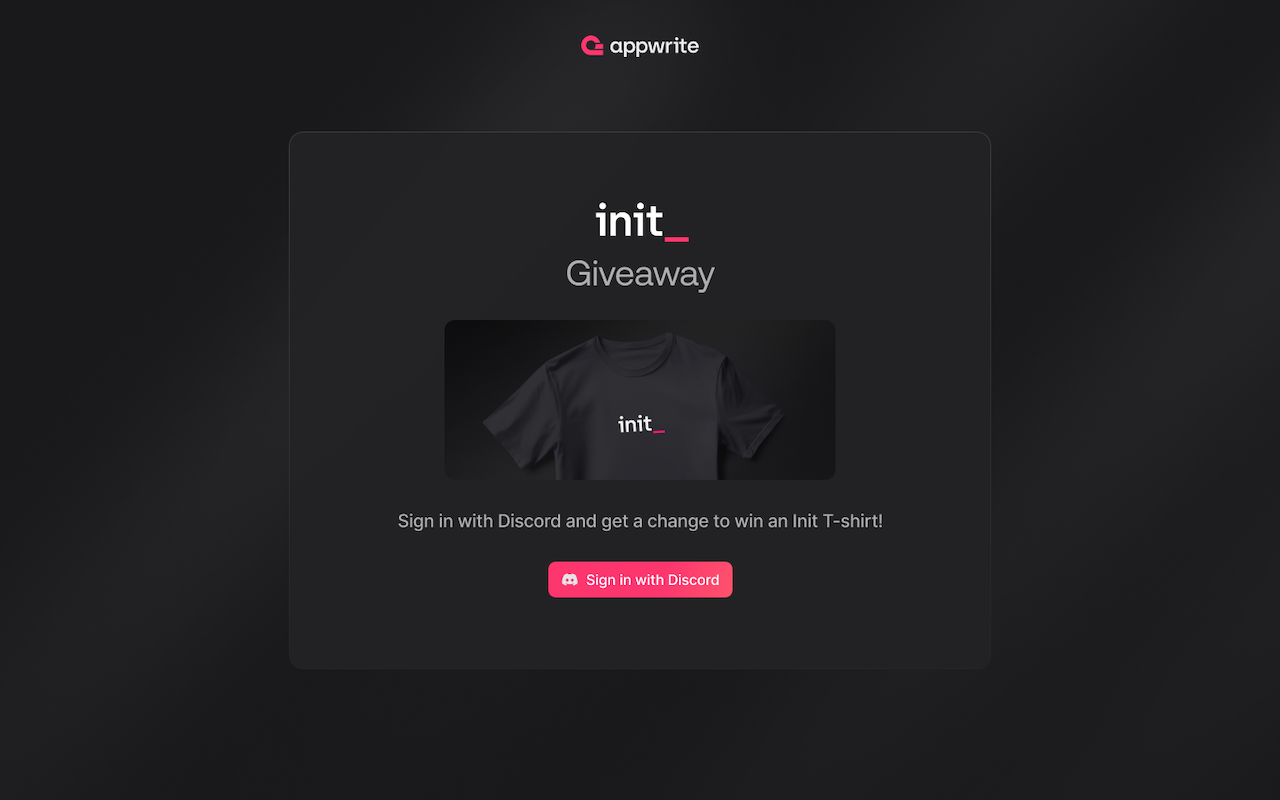 appwrite
init_
Giveaway
init_
Sign in with Discord and get a change to win an Init T-shirt!
Sign in with Discord